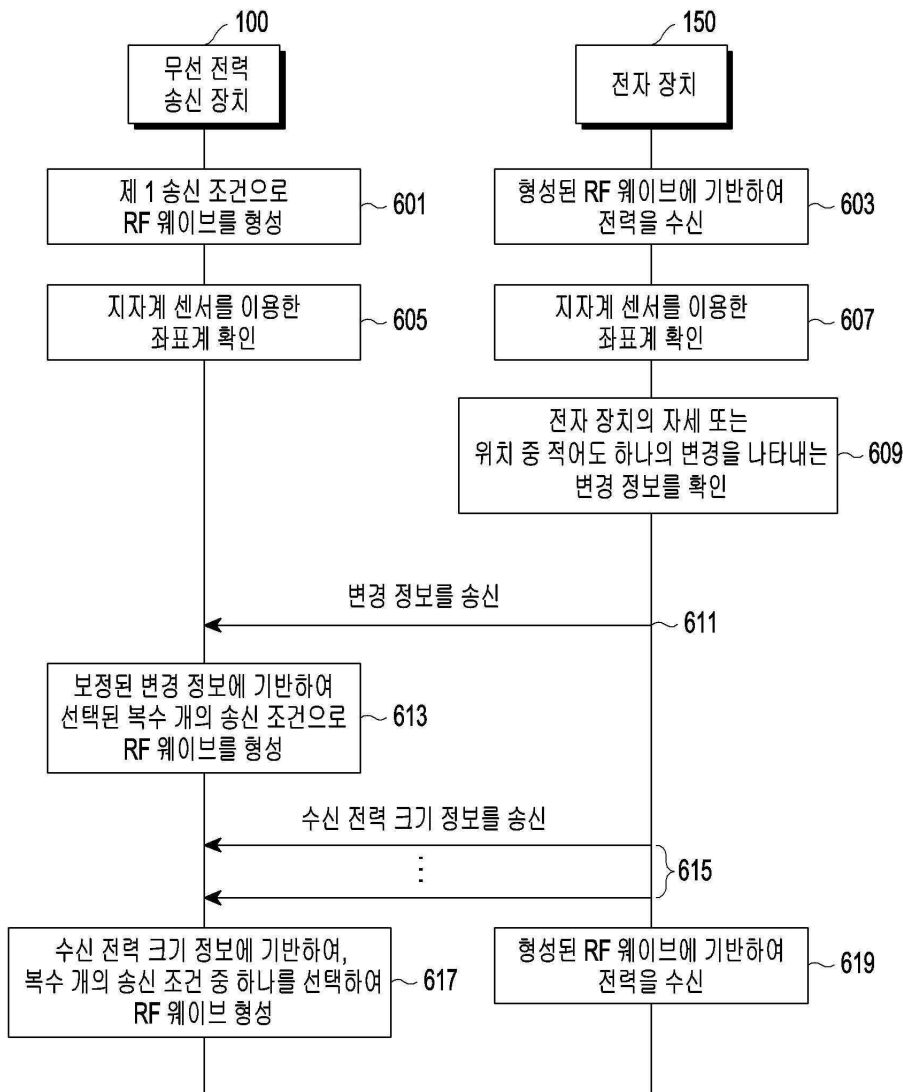 100
무선 전력
송신 장치
150
전자 장치
제 1 송신 조건으로
RF 웨이브를 형성
601
형성된 RF 웨이브에 기반하여
전력을 수신
603
지자계 센서를 이용한
좌표계 확인
605
지자계 센서를 이용한
좌표계 확인
607
전자 장치의 자세 또는
위치 중 적어도 하나의 변경을 나타내는
변경 정보를 확인
609
변경 정보를 송신
611
보정된 변경 정보에 기반하여
선택된 복수 개의 송신 조건으로
RF 웨이브를 형성
613
수신 전력 크기 정보를 송신
615
수신 전력 크기 정보에 기반하여,
복수 개의 송신 조건 중 하나를 선택하여
RF 웨이브 형성
617
형성된 RF 웨이브에 기반하여
전력을 수신
619